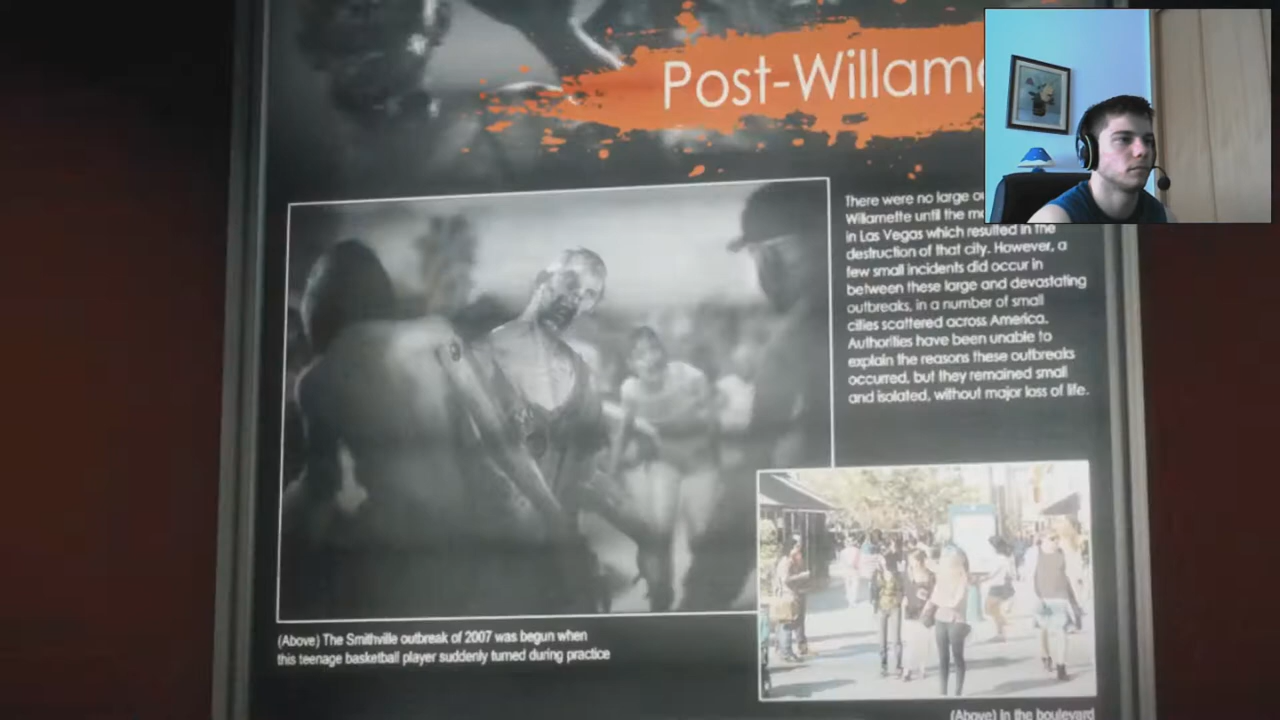 Post-Willam
There were no large
Willamette until the
in Las Vegas which resulted in the
destruction of that city. However, a
few small incidents did occur in
between these large and devastating
outbreaks, in a number of small
cities scattered across America.
Authorities have been unable to
explain the reasons these outbreaks
occurred, but they remained small
and isolated, without major loss of life.
(Above) The Smithville outbreak of 2007 was begun when
this teenage basketball player suddenly turned during practice
(Above) In the boulevard